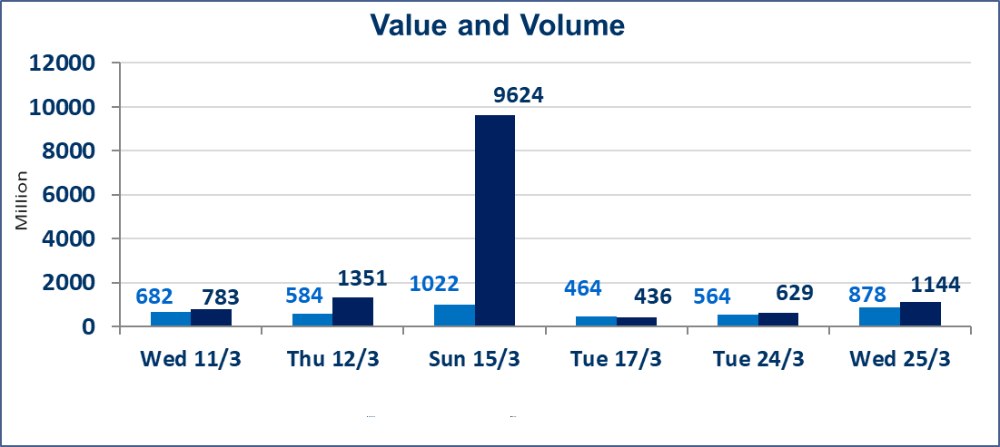 Value and Volume
12000
10000
8000
6000
4000
2000
0
Million
682 783 584 1351 1022 9624 464 436 564 629 878 1144
Wed 11/3 Thu 12/3 Sun 15/3 Tue 17/3 Tue 24/3 Wed 25/3